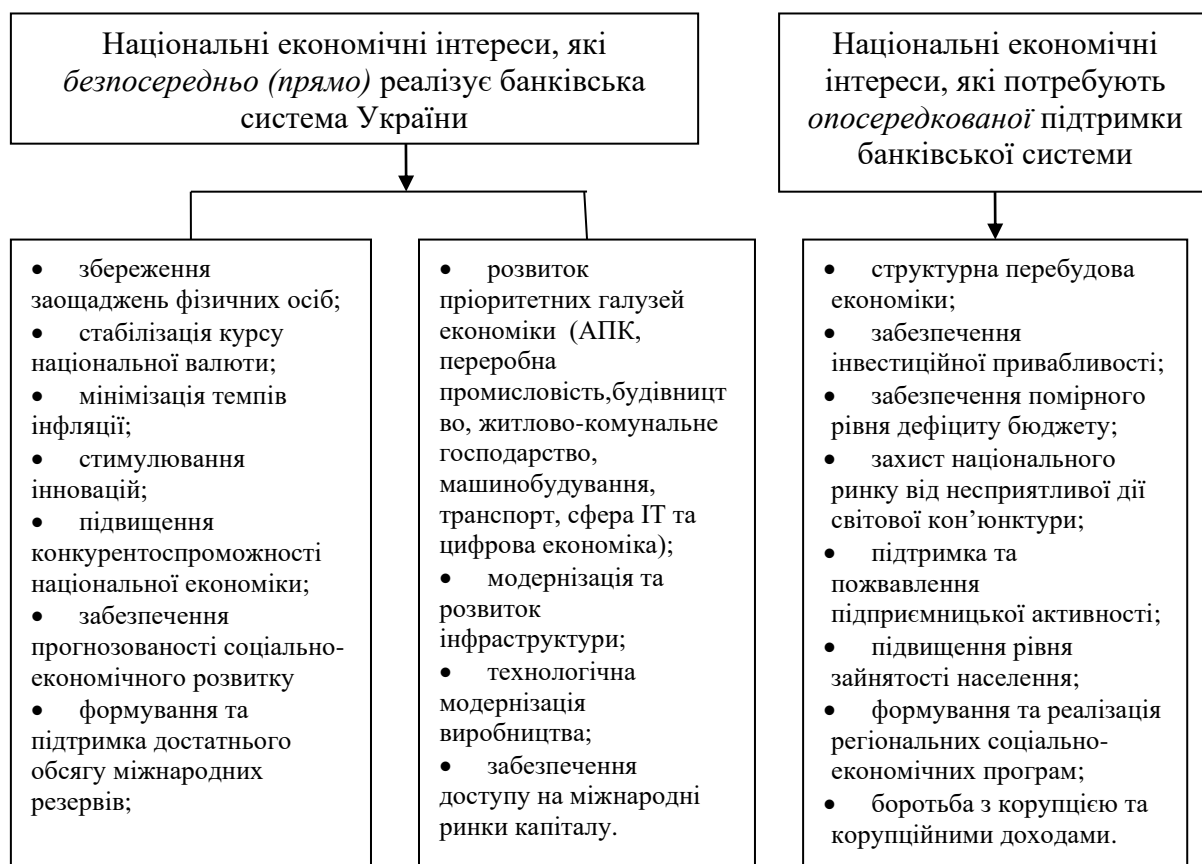 Національні економічні інтереси, які
безпосередньо (прямо) реалізує банківська
система України
Національні економічні
інтереси, які потребують
опосередкованої підтримки
банківської системи
• збереження
заощаджень фізичних осіб;
• стабілізація курсу
національної валюти;
• мінімізація темпів
інфляції;
• стимулювання
інновацій;
• підвищення
конкурентоспроможності
національної економіки;
• забезпечення
прогнозованості соціально-
економічного розвитку
• формування та
підтримка достатнього
обсягу міжнародних
резервів;
• розвиток
пріоритетних галузей
економіки (АПК,
переробна
промисловість,будівницт
во, житлово-комунальне
господарство,
машинобудування,
транспорт, сфера ІТ та
цифрова економіка);
• модернізація та
розвиток
інфраструктури;
• технологічна
модернізація
виробництва;
• забезпечення
доступу на міжнародні
ринки капіталу.
• структурна перебудова
економіки;
• забезпечення
інвестиційної привабливості;
• забезпечення помірного
рівня дефіциту бюджету;
• захист національного
ринку від несприятливої дії
світової кон’юнктури;
• підтримка та
пожвавлення
підприємницької активності;
• підвищення рівня
зайнятості населення;
• формування та реалізація
регіональних соціально-
економічних програм;
• боротьба з корупцією та
корупційними доходами.